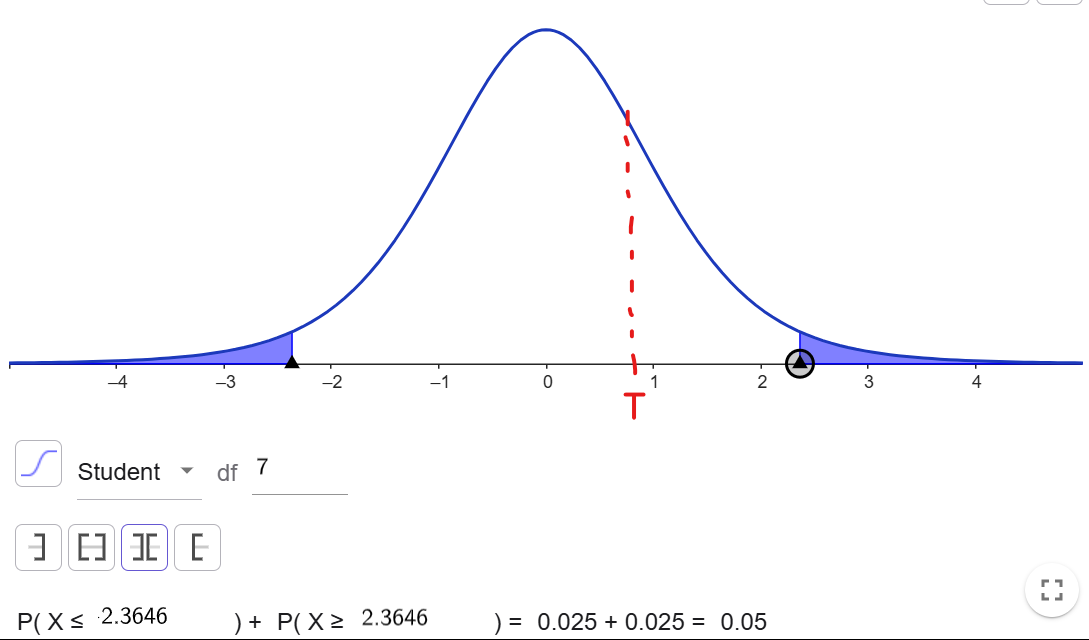 –4 –3 –2 –1 0 1 2 3 4
T
Student df 7
P( X ≤ -2.3646 ) + P( X ≥ 2.3646 ) = 0.025 + 0.025 = 0.05